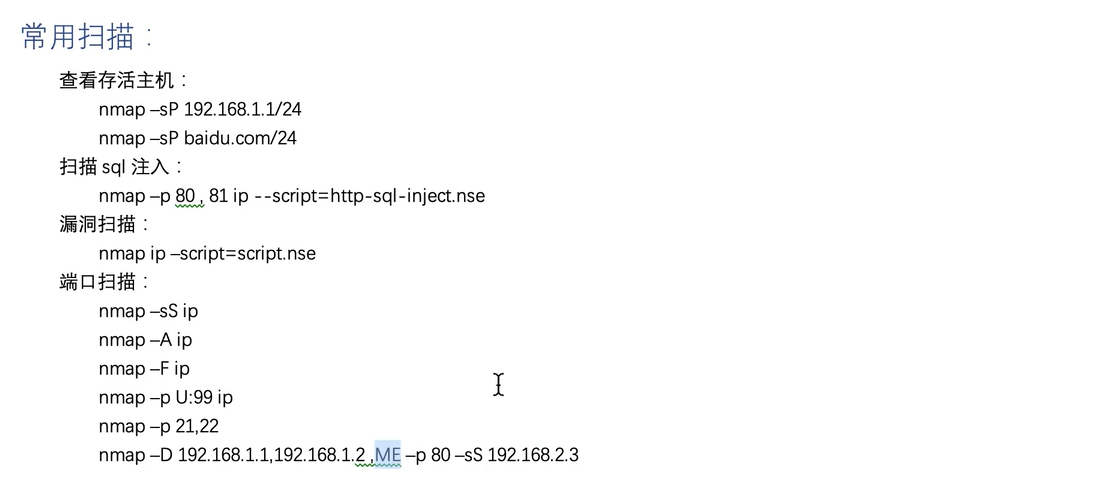 常用扫描：
查看存活主机：
nmap –sP 192.168.1.1/24
nmap –sP baidu.com/24
扫描 sql 注入：
nmap –p 80 , 81 ip --script=http-sql-inject.nse
漏洞扫描：
nmap ip –script=script.nse
端口扫描：
nmap –sS ip
nmap –A ip
nmap –F ip
nmap –p U:99 ip
nmap –p 21,22
nmap –D 192.168.1.1,192.168.1.2 ,ME –p 80 –sS 192.168.2.3